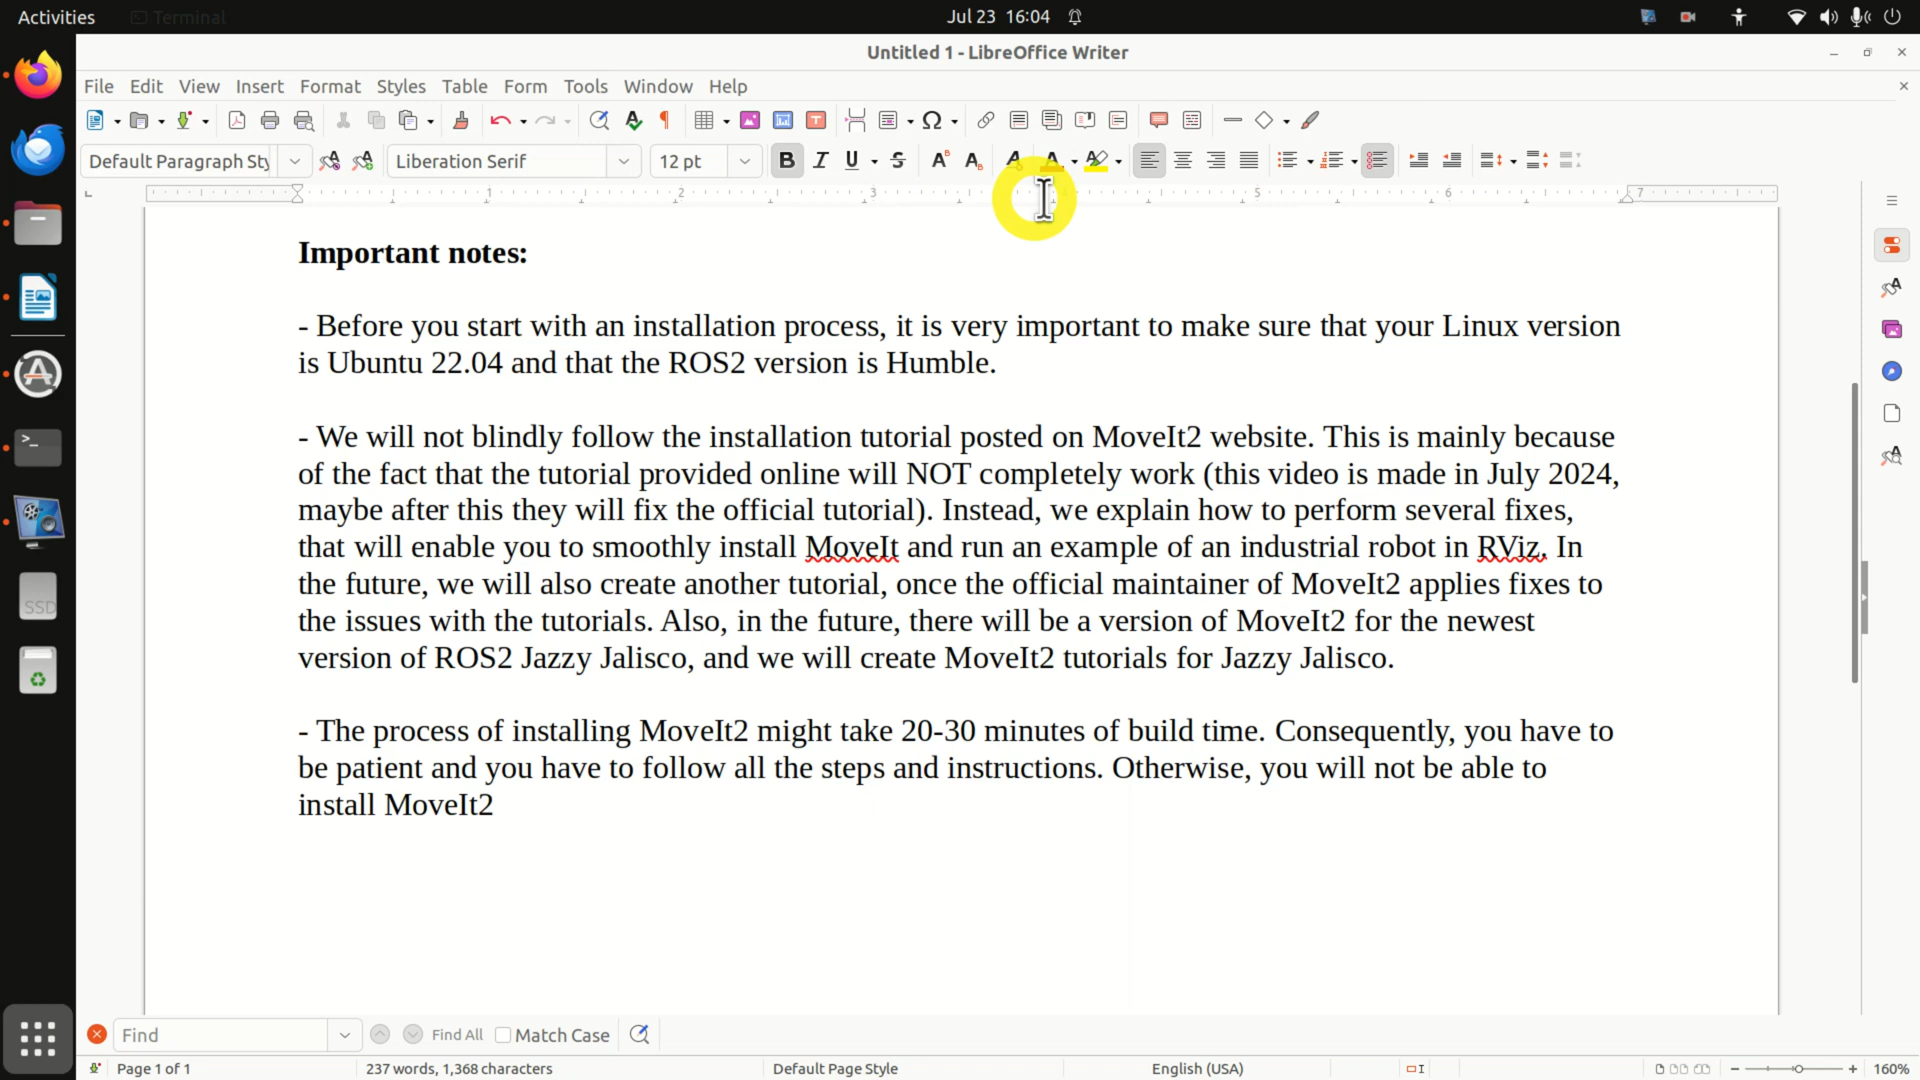 Activities
Terminal
Jul 23 16:04
Untitled 1 - LibreOffice Writer
File Edit View Insert Format Styles Table Form Tools Window Help
Default Paragraph Sty
Liberation Serif
12 pt
1 2 3 5 6 7
Important notes:
- Before you start with an installation process, it is very important to make sure that your Linux version
is Ubuntu 22.04 and that the ROS2 version is Humble.
- We will not blindly follow the installation tutorial posted on MoveIt2 website. This is mainly because
of the fact that the tutorial provided online will NOT completely work (this video is made in July 2024,
maybe after this they will fix the official tutorial). Instead, we explain how to perform several fixes,
that will enable you to smoothly install MoveIt and run an example of an industrial robot in RViz. In
the future, we will also create another tutorial, once the official maintainer of MoveIt2 applies fixes to
the issues with the tutorials. Also, in the future, there will be a version of MoveIt2 for the newest
version of ROS2 Jazzy Jalisco, and we will create MoveIt2 tutorials for Jazzy Jalisco.
- The process of installing MoveIt2 might take 20-30 minutes of build time. Consequently, you have to
be patient and you have to follow all the steps and instructions. Otherwise, you will not be able to
install MoveIt2
SSD
Find
Find All
Match Case
Page 1 of 1
237 words, 1,368 characters
Default Page Style
English (USA)
160%